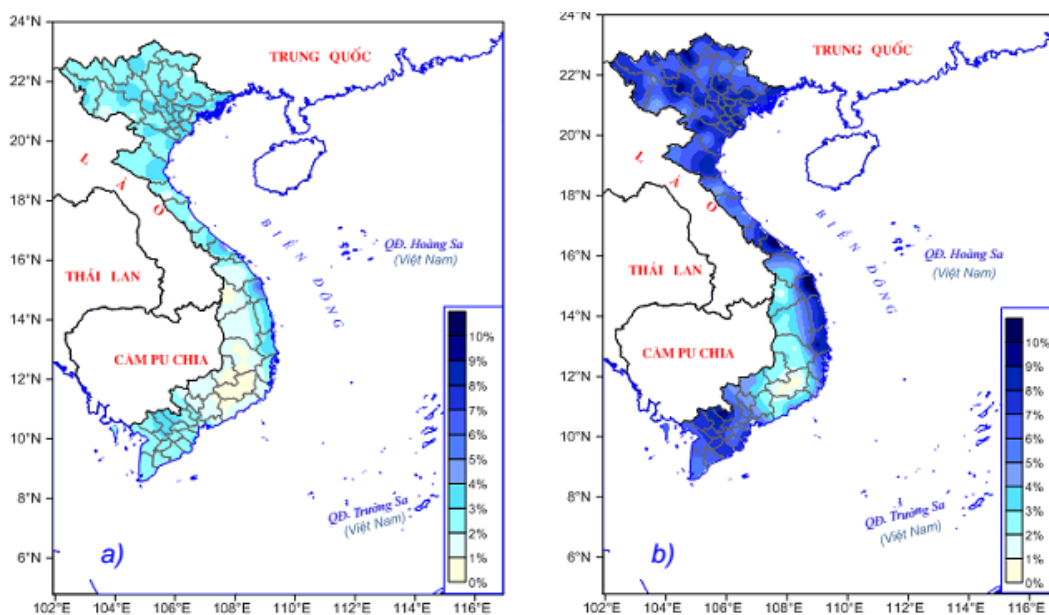 24°N
22°N
20°N
18°N
16°N
14°N
12°N
10°N
8°N
6°N
102°E 104°E 106°E 108°E 110°E 112°E 114°E 116°E
TRUNG QUỐC
LÀO
THÁI LAN
CĂM PU CHIA
BIỂN ĐÔNG
QĐ. Hoàng Sa
(Việt Nam)
QĐ. Trường Sa
(Việt Nam)
10%
9%
8%
7%
6%
5%
4%
3%
2%
1%
0%
a)
24°N
22°N
20°N
18°N
16°N
14°N
12°N
10°N
8°N
6°N
102°E 104°E 106°E 108°E 110°E 112°E 114°E 116°E
TRUNG QUỐC
LÀO
THÁI LAN
CĂM PU CHIA
BIỂN ĐÔNG
QĐ. Hoàng Sa
(Việt Nam)
QĐ. Trường Sa
(Việt Nam)
10%
9%
8%
7%
6%
5%
4%
3%
2%
1%
0%
b)